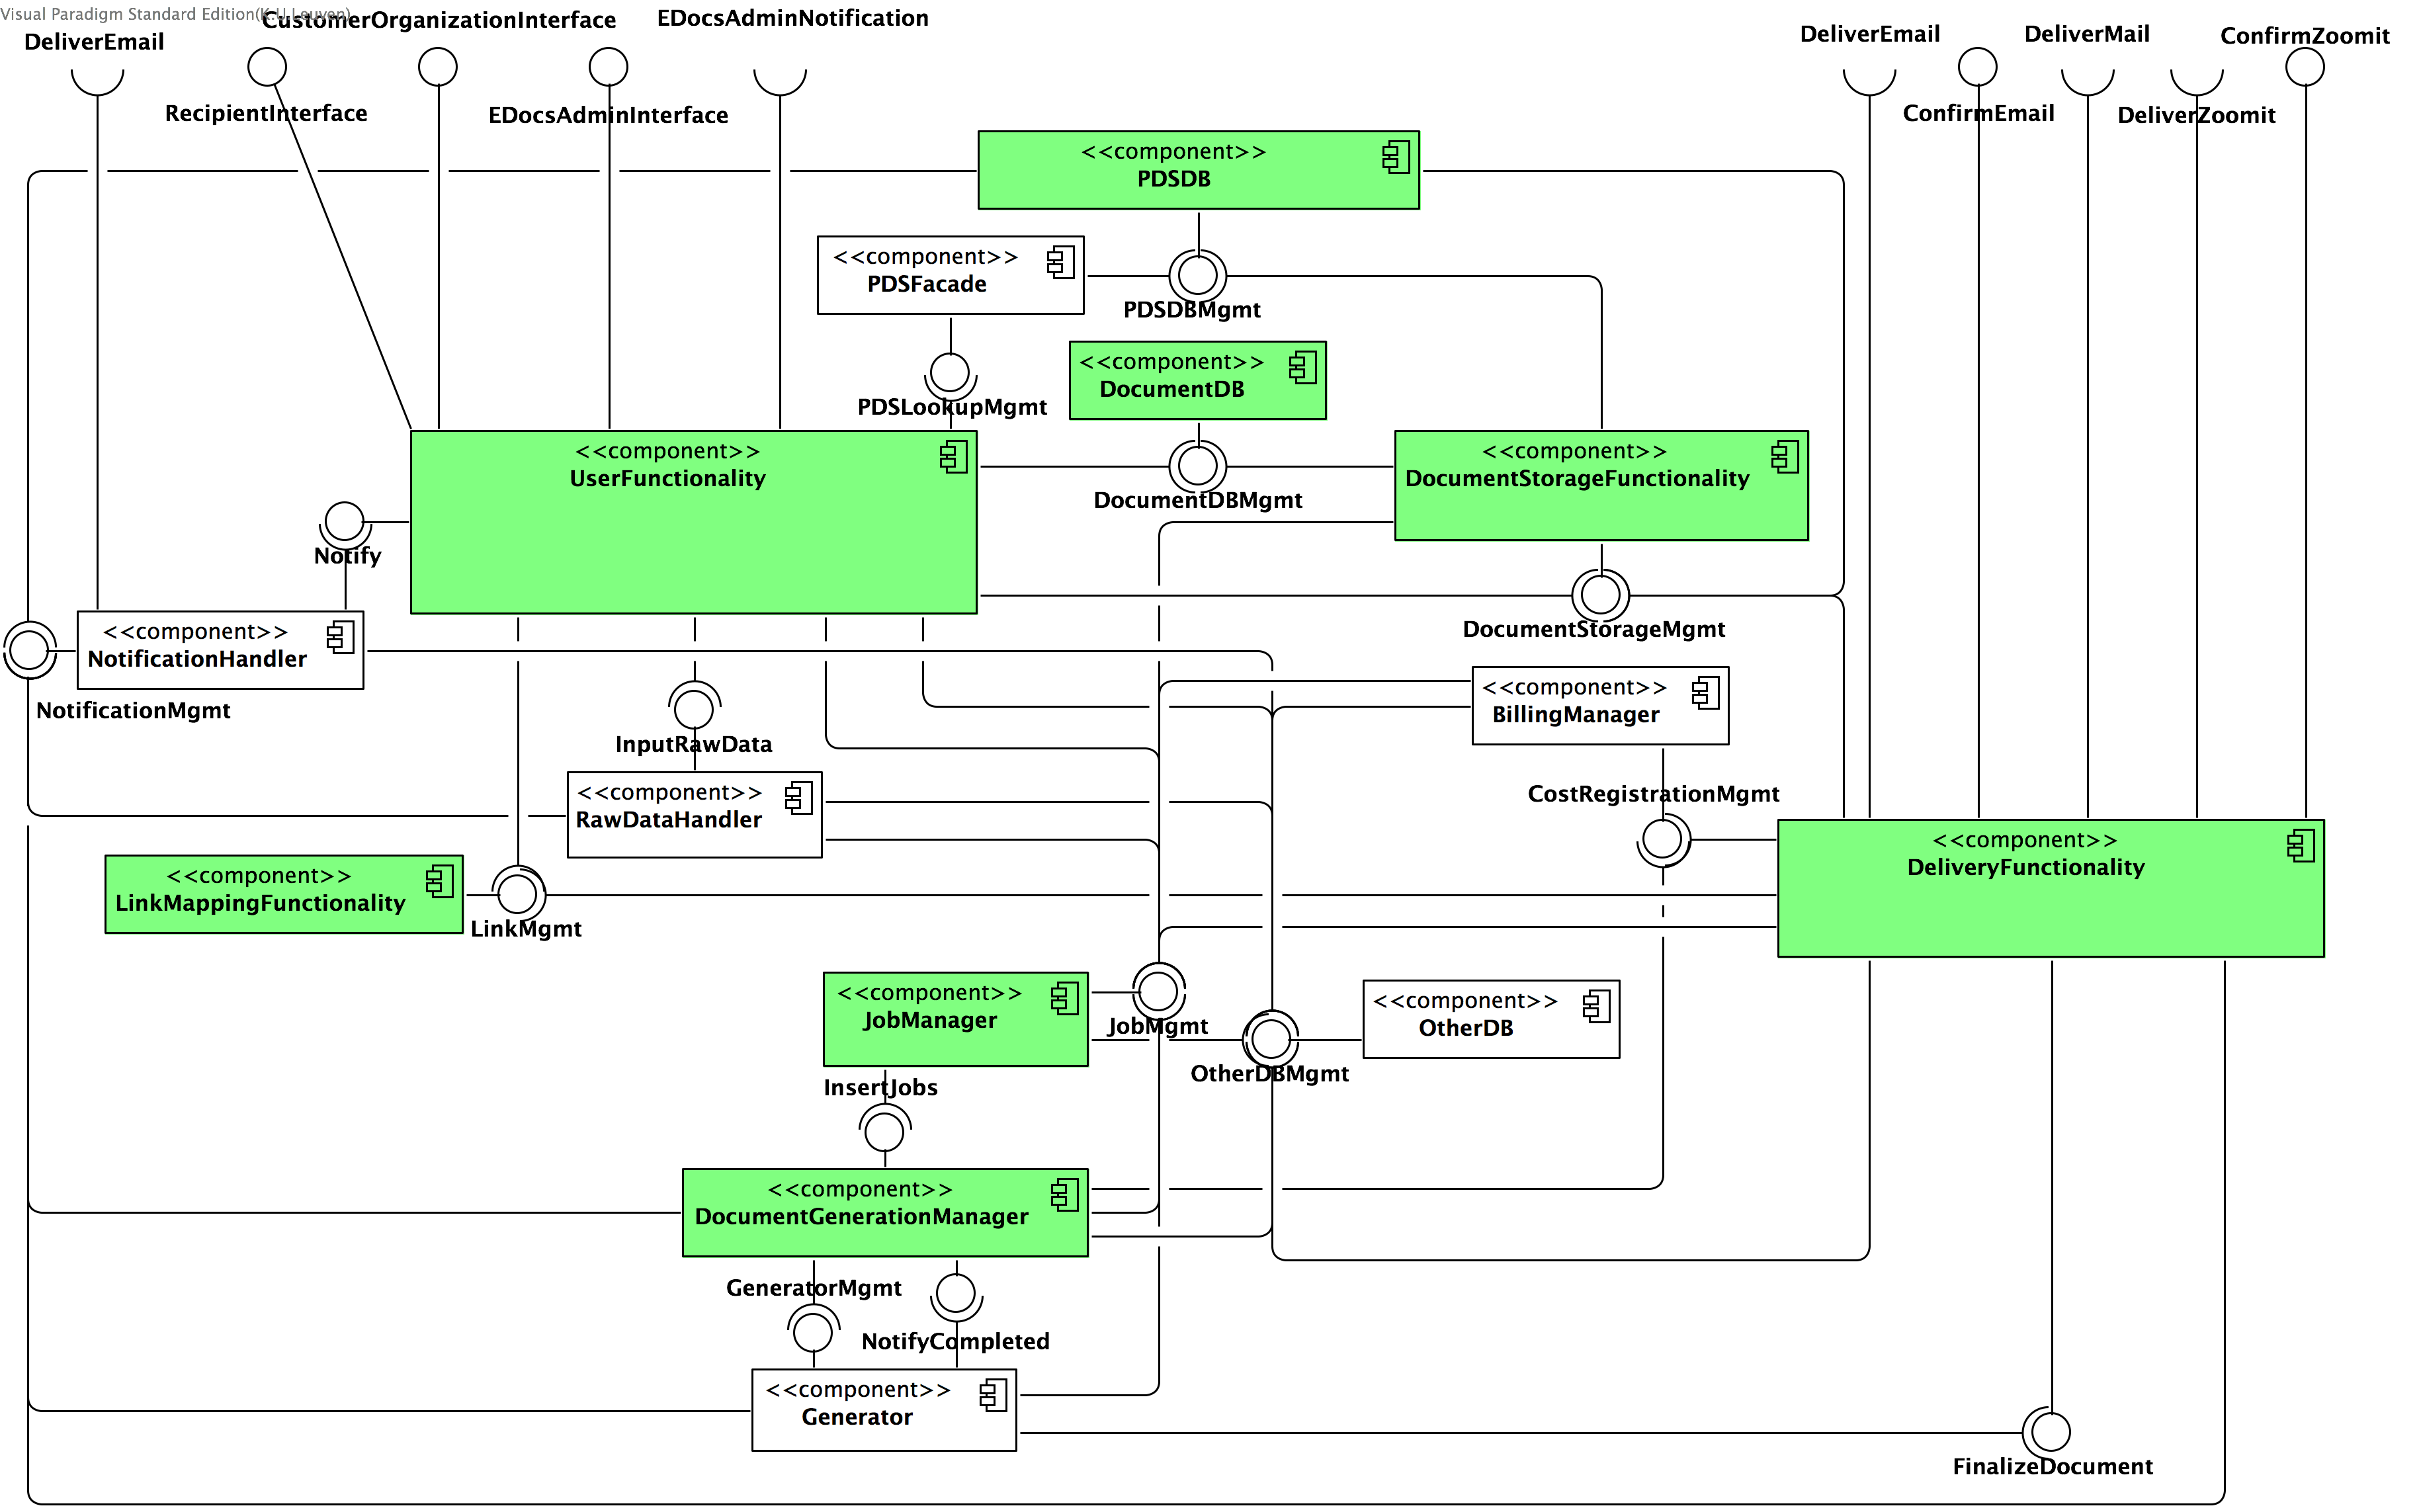 Visual Paradigm Standard Edition(K.U.Leuven)
CustomerOrganizationInterface
EDocsAdminNotification
DeliverEmail
DeliverEmail
DeliverMail
ConfirmZoomit
RecipientInterface
EDocsAdminInterface
ConfirmEmail
DeliverZoomit
<<component>>
PDSDB
<<component>>
PDSFacade
PDSDBMgmt
<<component>>
DocumentDB
PDSLookupMgmt
<<component>>
UserFunctionality
<<component>>
DocumentStorageFunctionality
DocumentDBMgmt
Notify
<<component>>
NotificationHandler
DocumentStorageMgmt
NotificationMgmt
<<component>>
BillingManager
InputRawData
<<component>>
RawDataHandler
CostRegistrationMgmt
<<component>>
DeliveryFunctionality
<<component>>
LinkMappingFunctionality
LinkMgmt
<<component>>
JobManager
JobMgmt
<<component>>
OtherDB
OtherDBMgmt
InsertJobs
<<component>>
DocumentGenerationManager
GeneratorMgmt
NotifyCompleted
<<component>>
Generator
FinalizeDocument